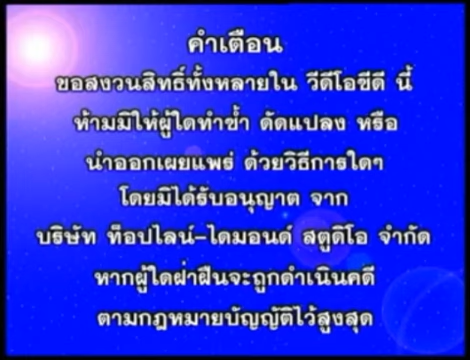 คำเตือน
ขอสงวนสิทธิ์ทั้งหลายใน วีดีโอซีดี นี้
ห้ามมิให้ผู้ใดทำซ้ำ ดัดแปลง หรือ
นำออกเผยแพร่ ด้วยวิธีการใดๆ
โดยมิได้รับอนุญาต จาก
บริษัท ท็อปไลน์-ไดมอนด์ สตูดิโอ จำกัด
หากผู้ใดฝ่าฝืนจะถูกดำเนินคดี
ตามกฎหมายบัญญัติไว้สูงสุด